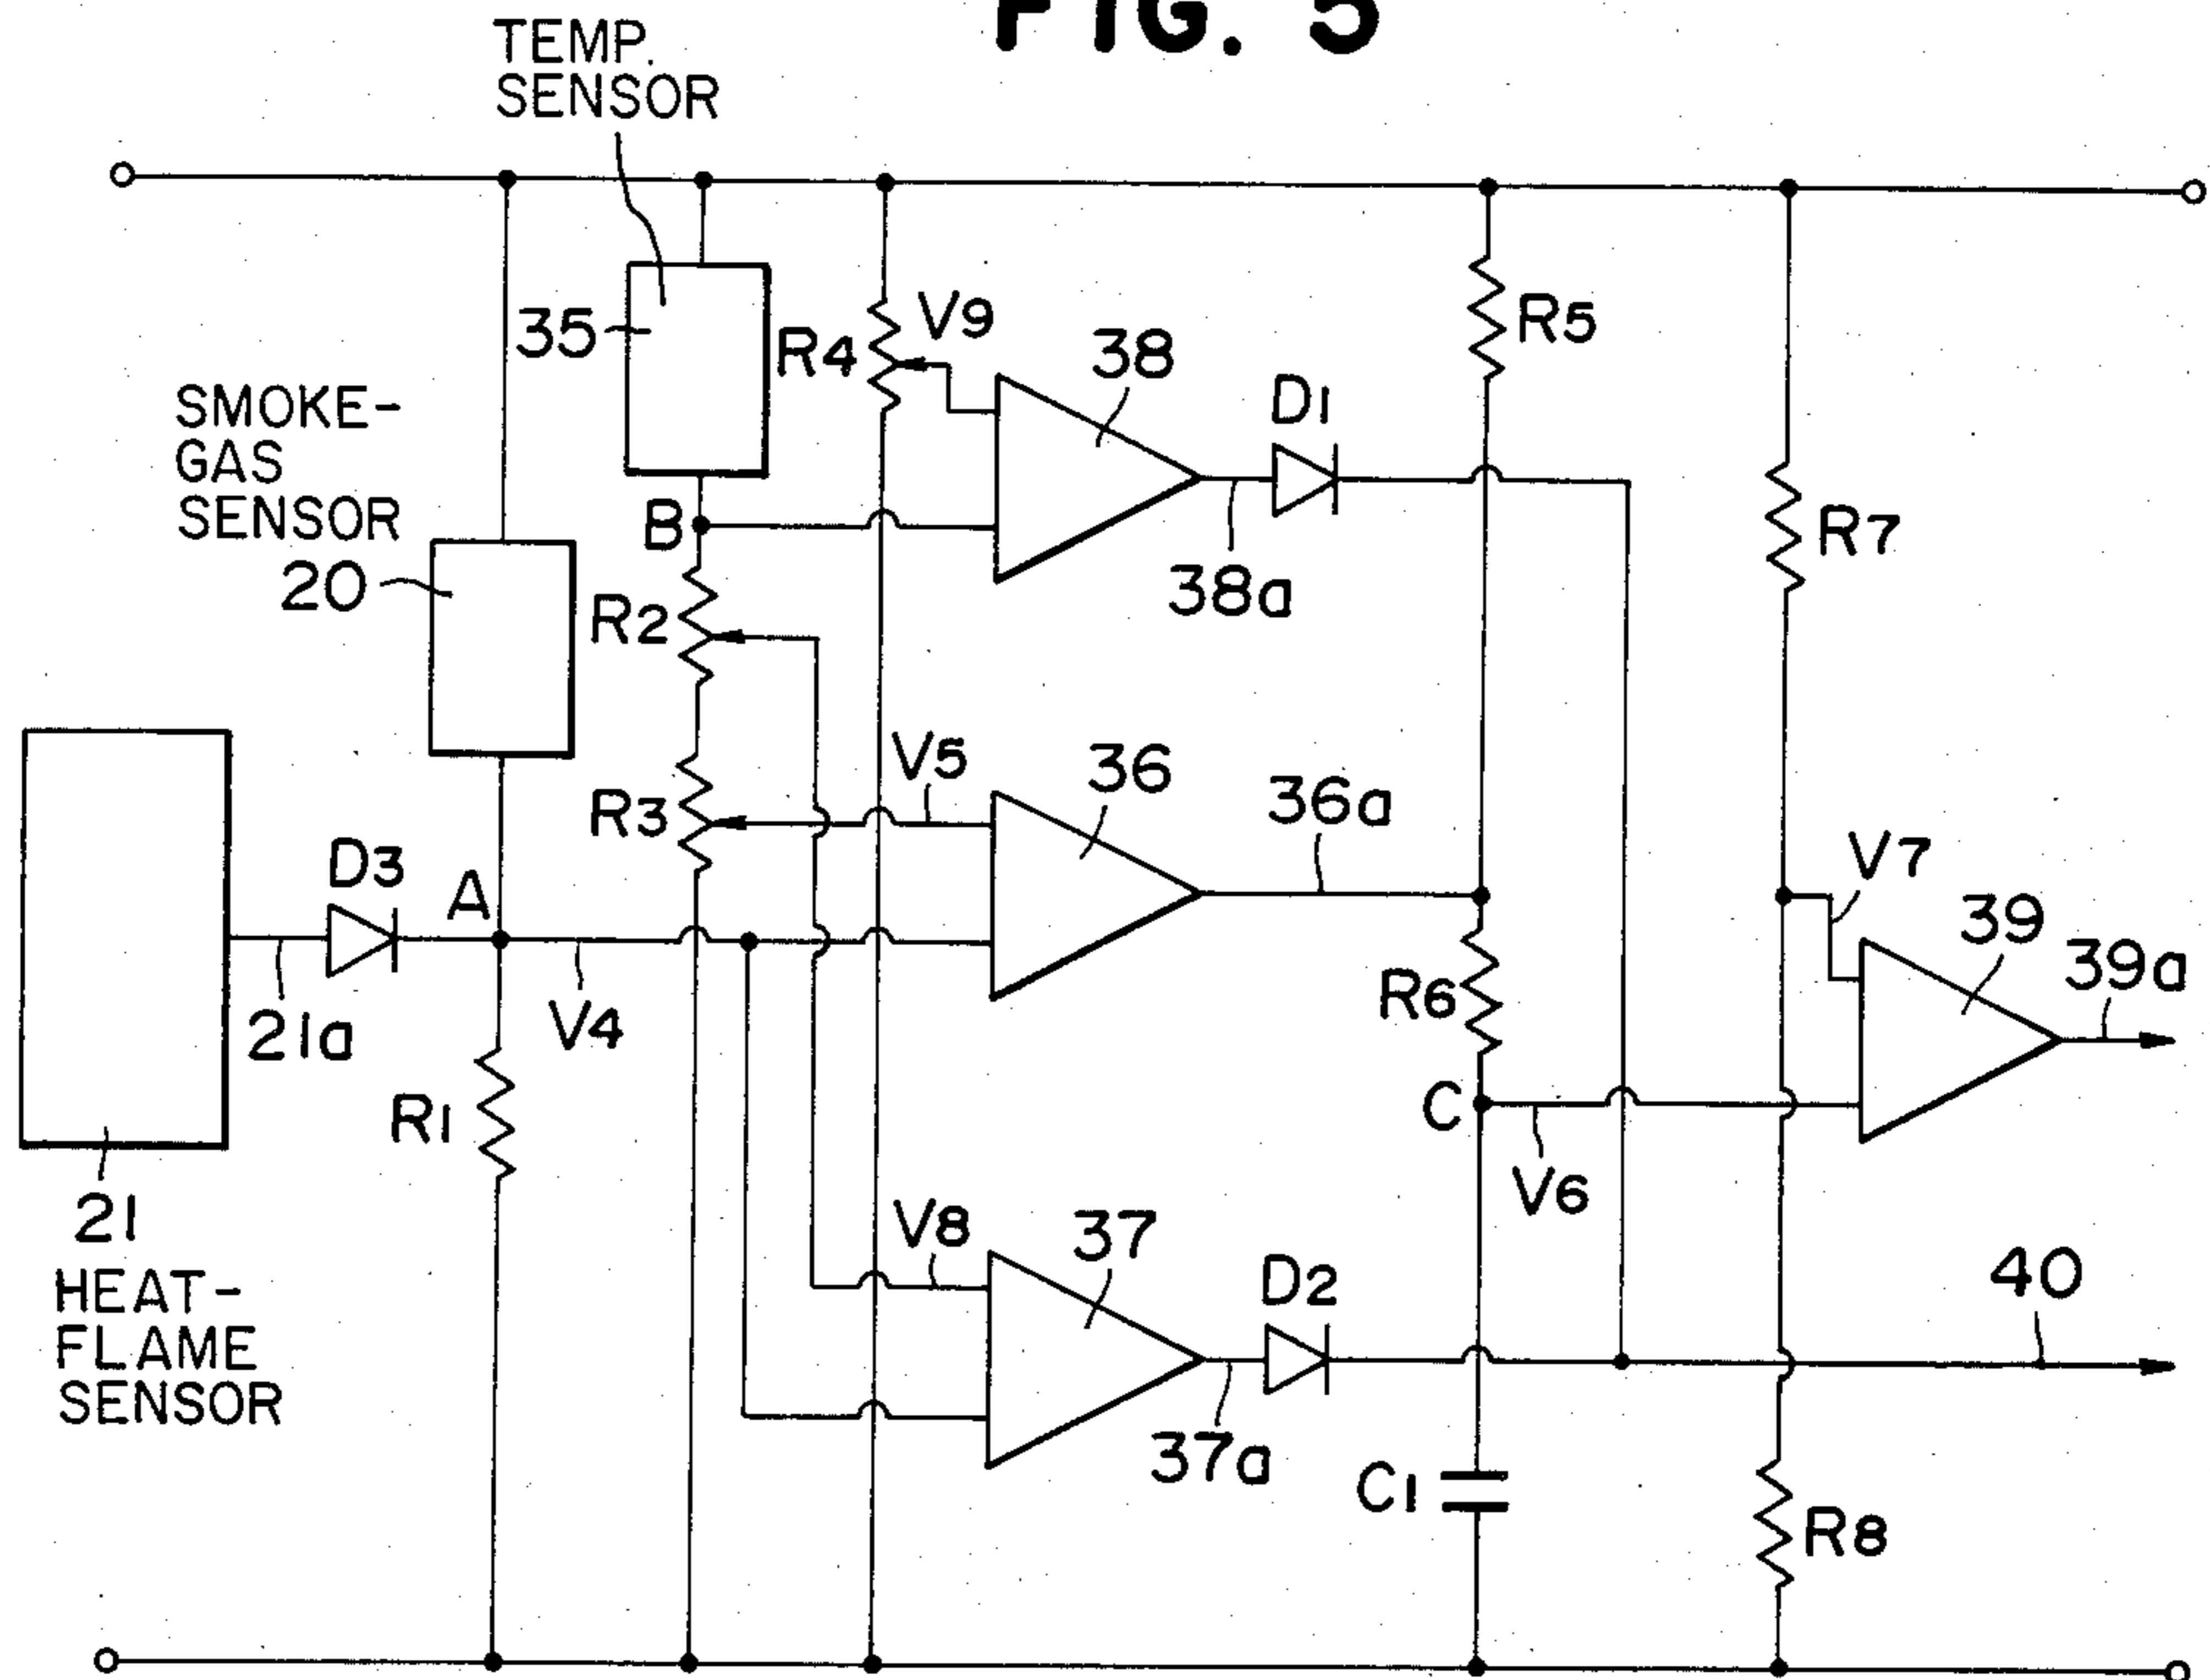 FIG. 5
TEMP.
SENSOR
35
R4
V9
38
D1
R5
SMOKE-
GAS
SENSOR
20
B
38a
R7
R2
V5
36
36a
R3
V7
D3
A
39
39a
21a
V4
R6
R1
C
V6
21
V8
37
D2
40
HEAT-
FLAME
SENSOR
37a
C1
R8